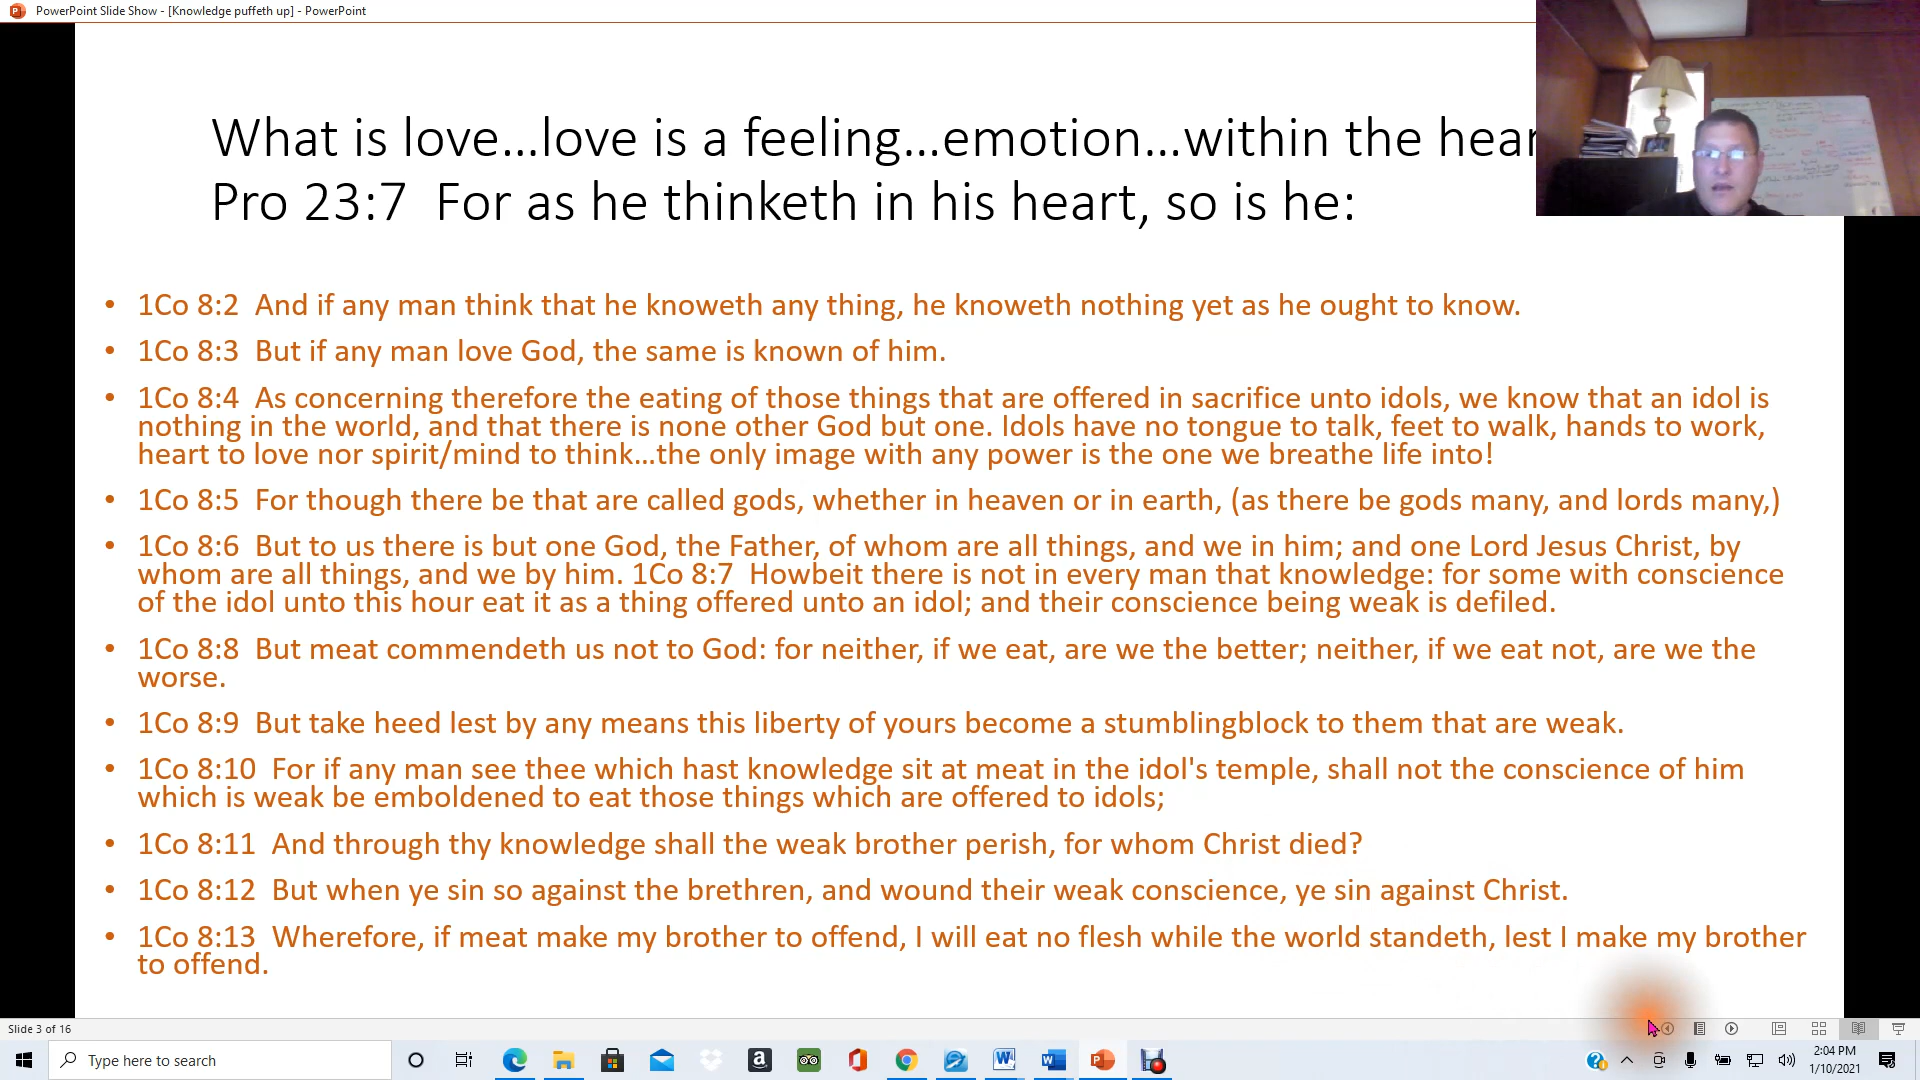 PowerPoint Slide Show - [Knowledge puffeth up] - PowerPoint
What is love...love is a feeling...emotion...within the hear
Pro 23:7  For as he thinketh in his heart, so is he:
• 1Co 8:2  And if any man think that he knoweth any thing, he knoweth nothing yet as he ought to know.
• 1Co 8:3  But if any man love God, the same is known of him.
• 1Co 8:4  As concerning therefore the eating of those things that are offered in sacrifice unto idols, we know that an idol is
nothing in the world, and that there is none other God but one. Idols have no tongue to talk, feet to walk, hands to work,
heart to love nor spirit/mind to think...the only image with any power is the one we breathe life into!
• 1Co 8:5  For though there be that are called gods, whether in heaven or in earth, (as there be gods many, and lords many,)
• 1Co 8:6  But to us there is but one God, the Father, of whom are all things, and we in him; and one Lord Jesus Christ, by
whom are all things, and we by him. 1Co 8:7  Howbeit there is not in every man that knowledge: for some with conscience
of the idol unto this hour eat it as a thing offered unto an idol; and their conscience being weak is defiled.
• 1Co 8:8  But meat commendeth us not to God: for neither, if we eat, are we the better; neither, if we eat not, are we the
worse.
• 1Co 8:9  But take heed lest by any means this liberty of yours become a stumblingblock to them that are weak.
• 1Co 8:10  For if any man see thee which hast knowledge sit at meat in the idol's temple, shall not the conscience of him
which is weak be emboldened to eat those things which are offered to idols;
• 1Co 8:11  And through thy knowledge shall the weak brother perish, for whom Christ died?
• 1Co 8:12  But when ye sin so against the brethren, and wound their weak conscience, ye sin against Christ.
• 1Co 8:13  Wherefore, if meat make my brother to offend, I will eat no flesh while the world standeth, lest I make my brother
to offend.
Slide 3 of 16
Type here to search
2:04 PM
1/10/2021